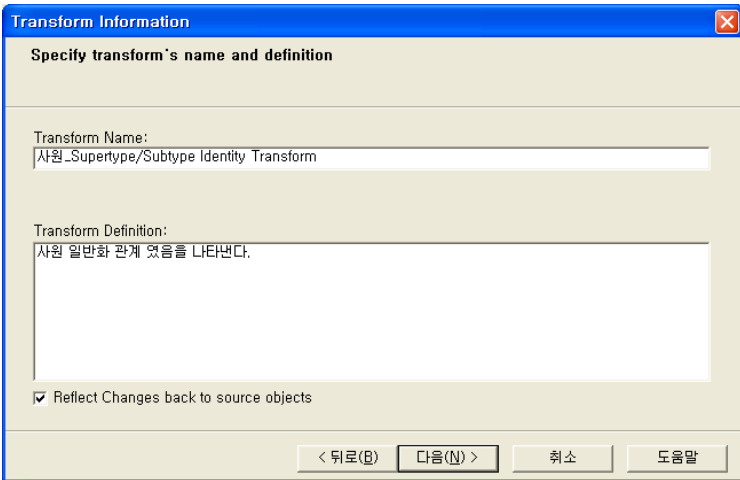 Transform Information
Specify transform's name and definition
Transform Name:
사원_Supertype/Subtype Identity Transform
Transform Definition:
사원 일반화 관계 였음을 나타낸다.
Reflect Changes back to source objects
< 뒤로(B) 다음(N) > 취소 도움말